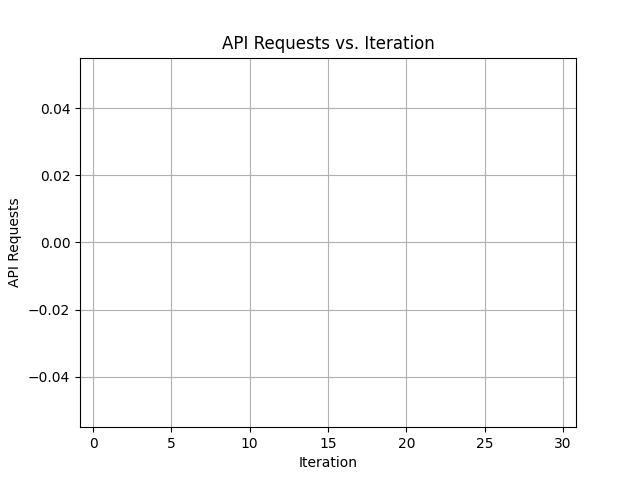 API Requests vs. Iteration
0.04
0.02
0.00
−0.02
−0.04
API Requests
0 5 10 15 20 25 30
Iteration